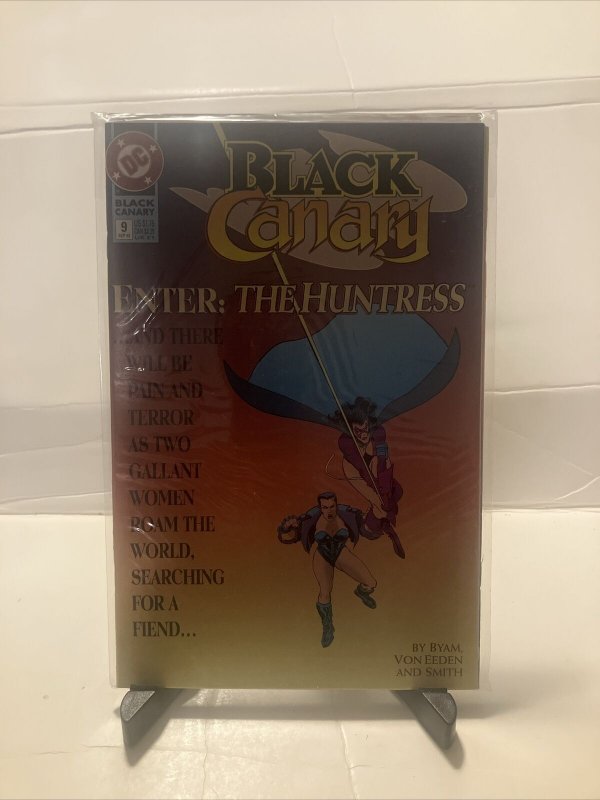 DC
BLACK
CANARY
9
BLACK
Canary™
ENTER: THE HUNTRESS
...AND THERE
WILL BE
PAIN AND
TERROR
AS TWO
GALLANT
WOMEN
ROAM THE
WORLD,
SEARCHING
FOR A
FIEND...
BY BYAM,
VON EEDEN
AND SMITH